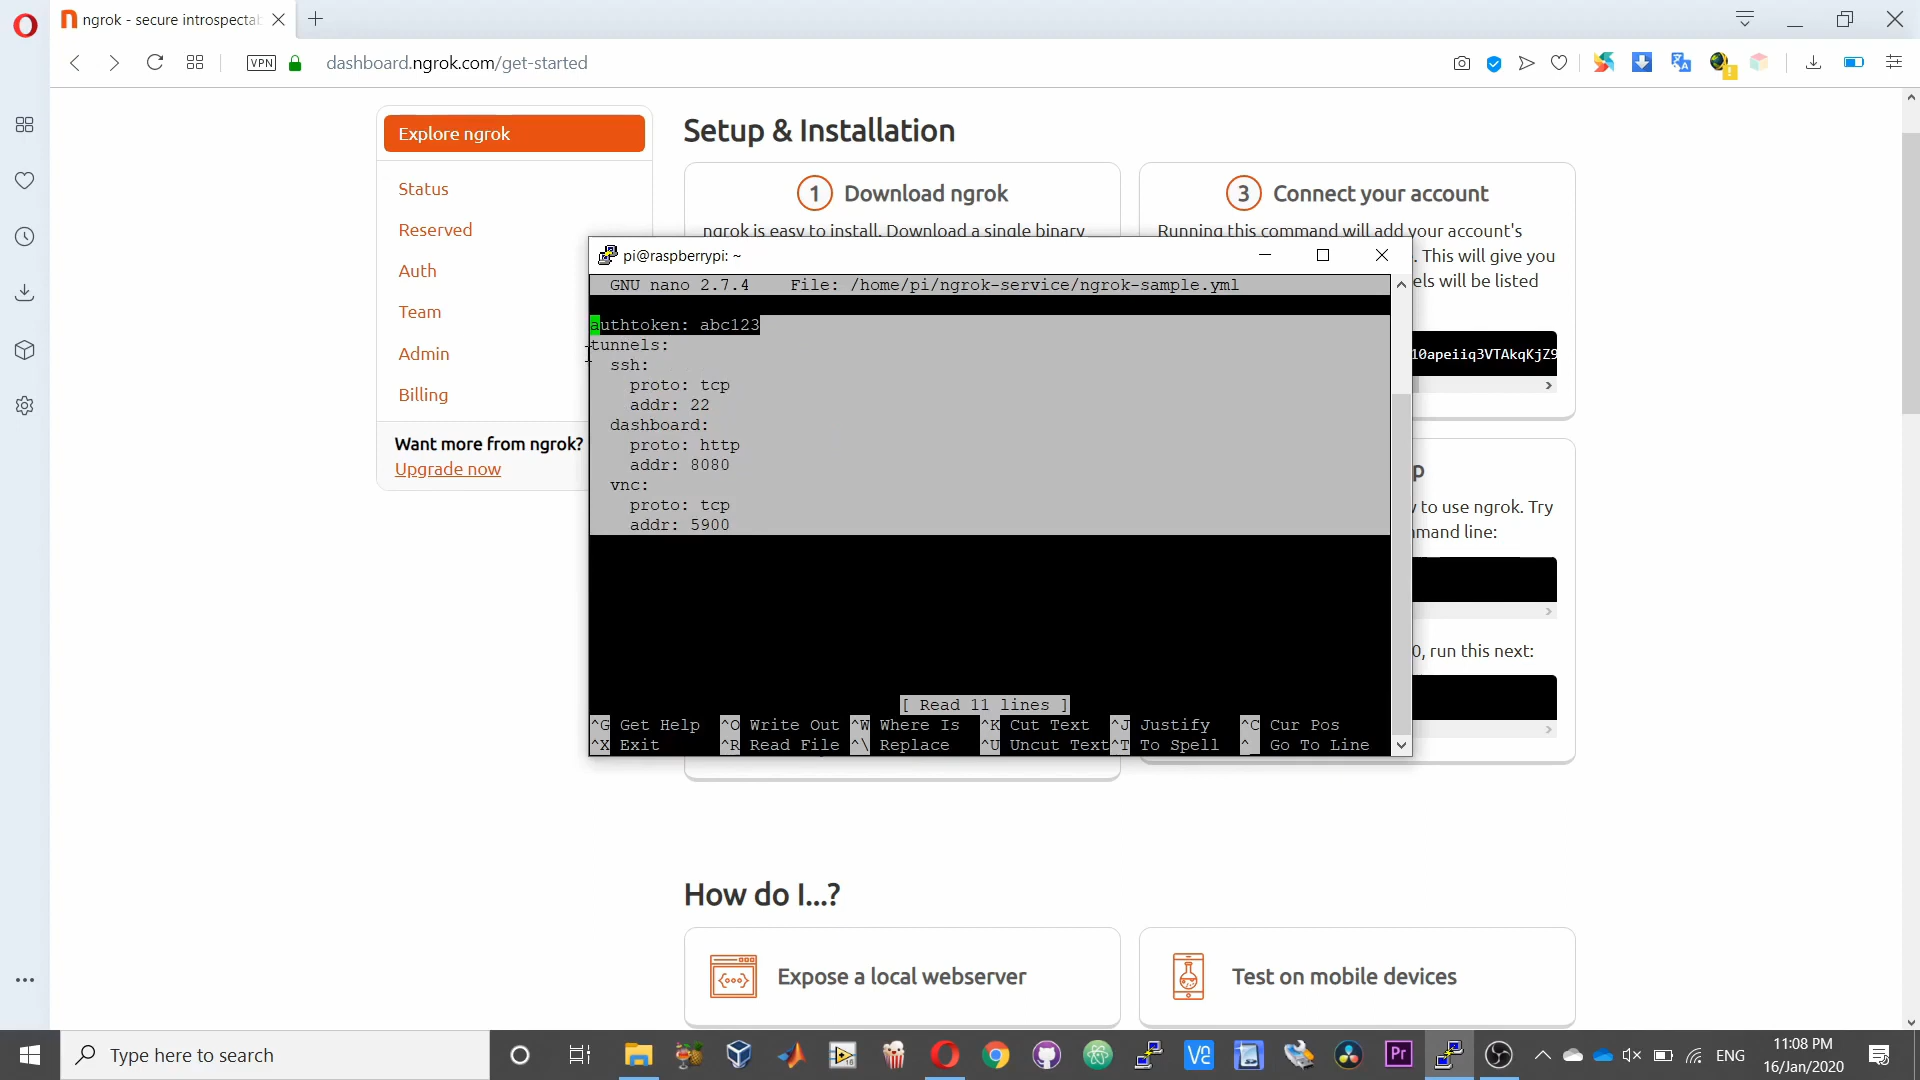 ngrok - secure introspectab
VPN
dashboard.ngrok.com/get-started
Explore ngrok
Status
Reserved
Auth
Team
Admin
Billing
Want more from ngrok?
Upgrade now
Setup & Installation
1 Download ngrok
ngrok is easy to install. Download a single binary
3 Connect your account
Running this command will add your account's
. This will give you
els will be listed
10apeiiq3VTAkqKjZ9
p
to use ngrok. Try
mmand line:
0, run this next:
pi@raspberrypi: ~
GNU nano 2.7.4 File: /home/pi/ngrok-service/ngrok-sample.yml
authtoken: abc123
tunnels:
ssh:
proto: tcp
addr: 22
dashboard:
proto: http
addr: 8080
vnc:
proto: tcp
addr: 5900
[ Read 11 lines ]
^G Get Help ^O Write Out ^W Where Is ^K Cut Text ^J Justify ^C Cur Pos
^X Exit ^R Read File ^\ Replace ^U Uncut Text ^T To Spell ^_ Go To Line
How do I...?
Expose a local webserver
Test on mobile devices
Type here to search
Pr
ENG
11:08 PM
16/Jan/2020